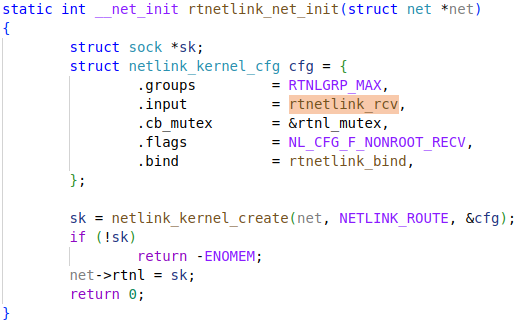 static int __net_init rtnetlink_net_init(struct net *net)
{
struct sock *sk;
struct netlink_kernel_cfg cfg = {
.groups = RTNLGRP_MAX,
.input = rtnetlink_rcv,
.cb_mutex = &rtnl_mutex,
.flags = NL_CFG_F_NONROOT_RECV,
.bind = rtnetlink_bind,
};
sk = netlink_kernel_create(net, NETLINK_ROUTE, &cfg);
if (!sk)
return -ENOMEM;
net->rtnl = sk;
return 0;
}